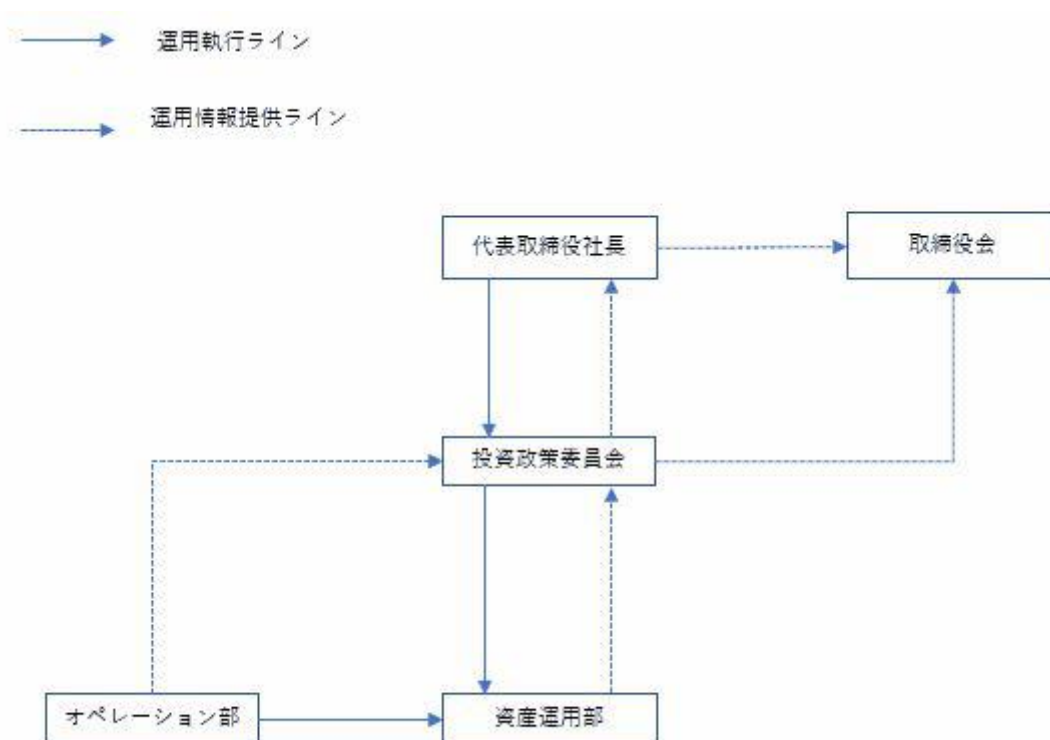 運用執行ライン
運用情報提供ライン
代表取締役社長
取締役会
投資政策委員会
オペレーション部
資産運用部